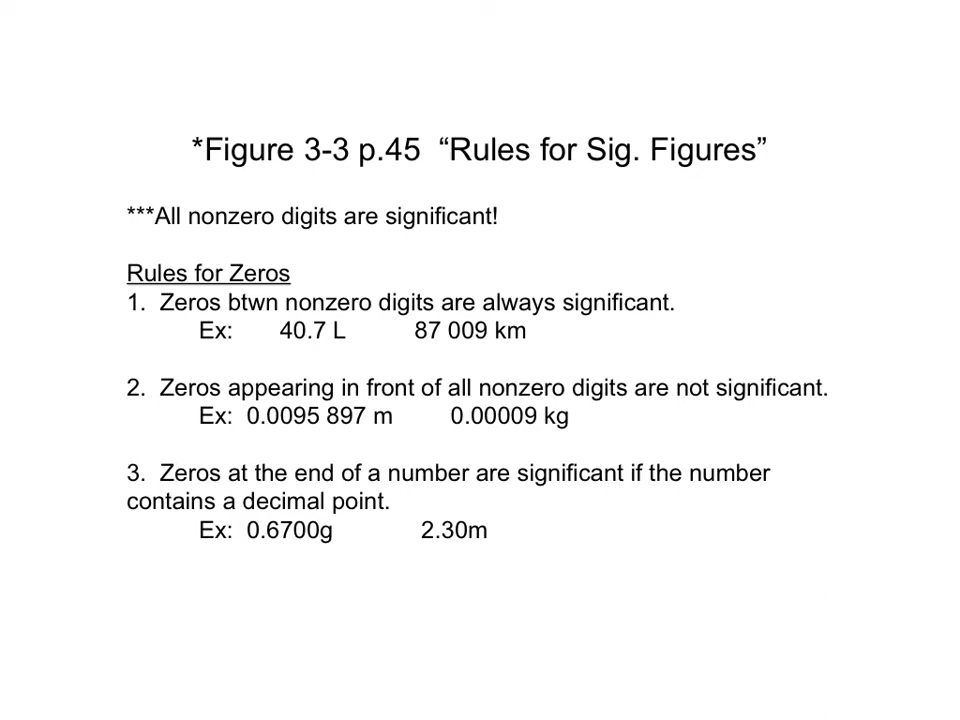 *Figure 3-3 p.45  “Rules for Sig. Figures”
***All nonzero digits are significant!
Rules for Zeros
1.  Zeros btwn nonzero digits are always significant.
Ex:  40.7 L  87 009 km
2.  Zeros appearing in front of all nonzero digits are not significant.
Ex:  0.0095 897 m  0.00009 kg
3.  Zeros at the end of a number are significant if the number
contains a decimal point.
Ex:  0.6700g  2.30m